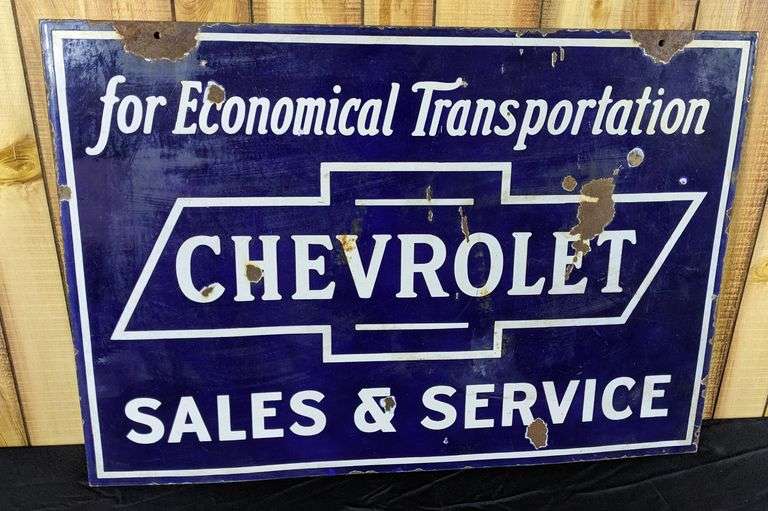 for Economical Transportation
CHEVROLET
SALES & SERVICE